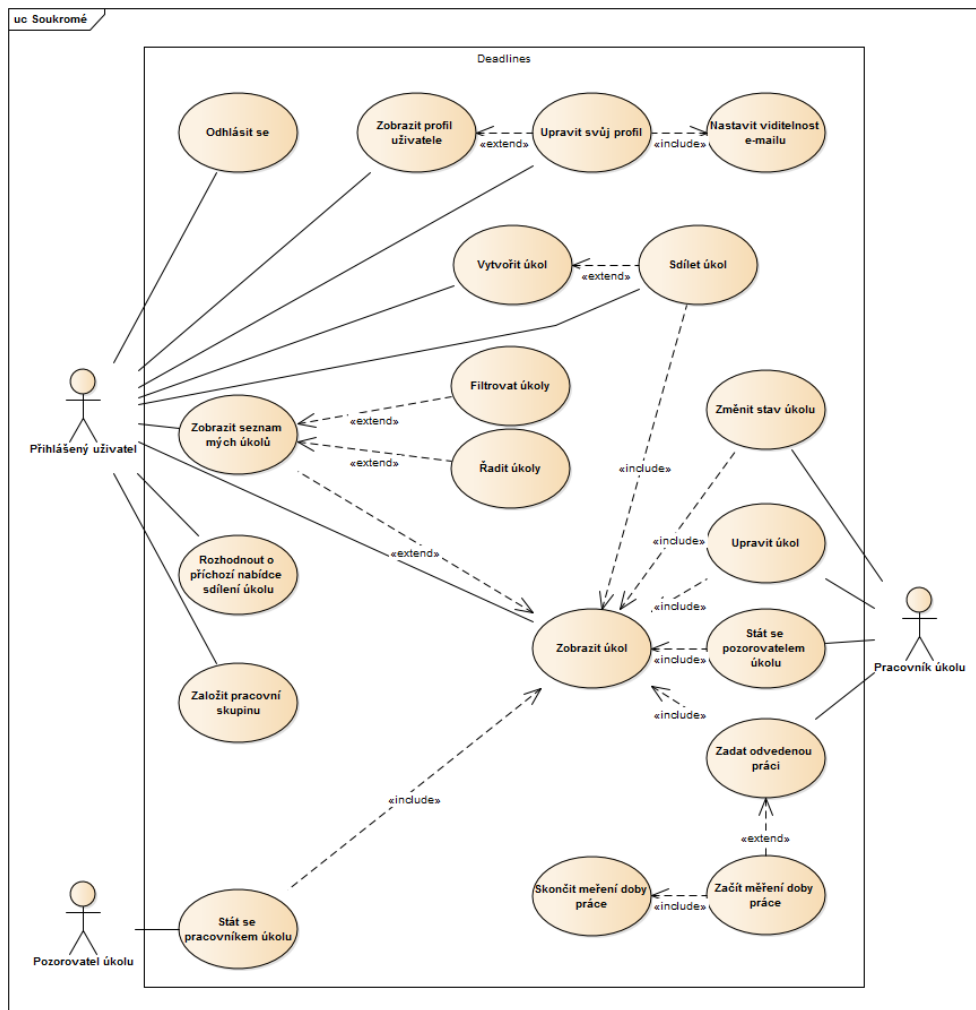 uc Soukromé
Deadlines
Odhlásit se
Zobrazit profil
uživatele
«extend»
Upravit svůj profil
«include»
Nastavit viditelnost
e-mailu
Vytvořit úkol
«extend»
Sdílet úkol
Filtrovat úkoly
«extend»
Zobrazit seznam
mých úkolů
«extend»
Řadit úkoly
Přihlášený uživatel
«include»
Změnit stav úkolu
«extend»
«include»
Upravit úkol
Rozhodnout o
příchozí nabídce
sdílení úkolu
«include»
Zobrazit úkol
«include»
Stát se
pozorovatelem
úkolu
Pracovník úkolu
Založit pracovní
skupinu
«include»
Zadat odvedenou
práci
«include»
«extend»
Skončit měření doby
práce
«include»
Začít měření doby
práce
Stát se
pracovníkem úkolu
Pozorovatel úkolu